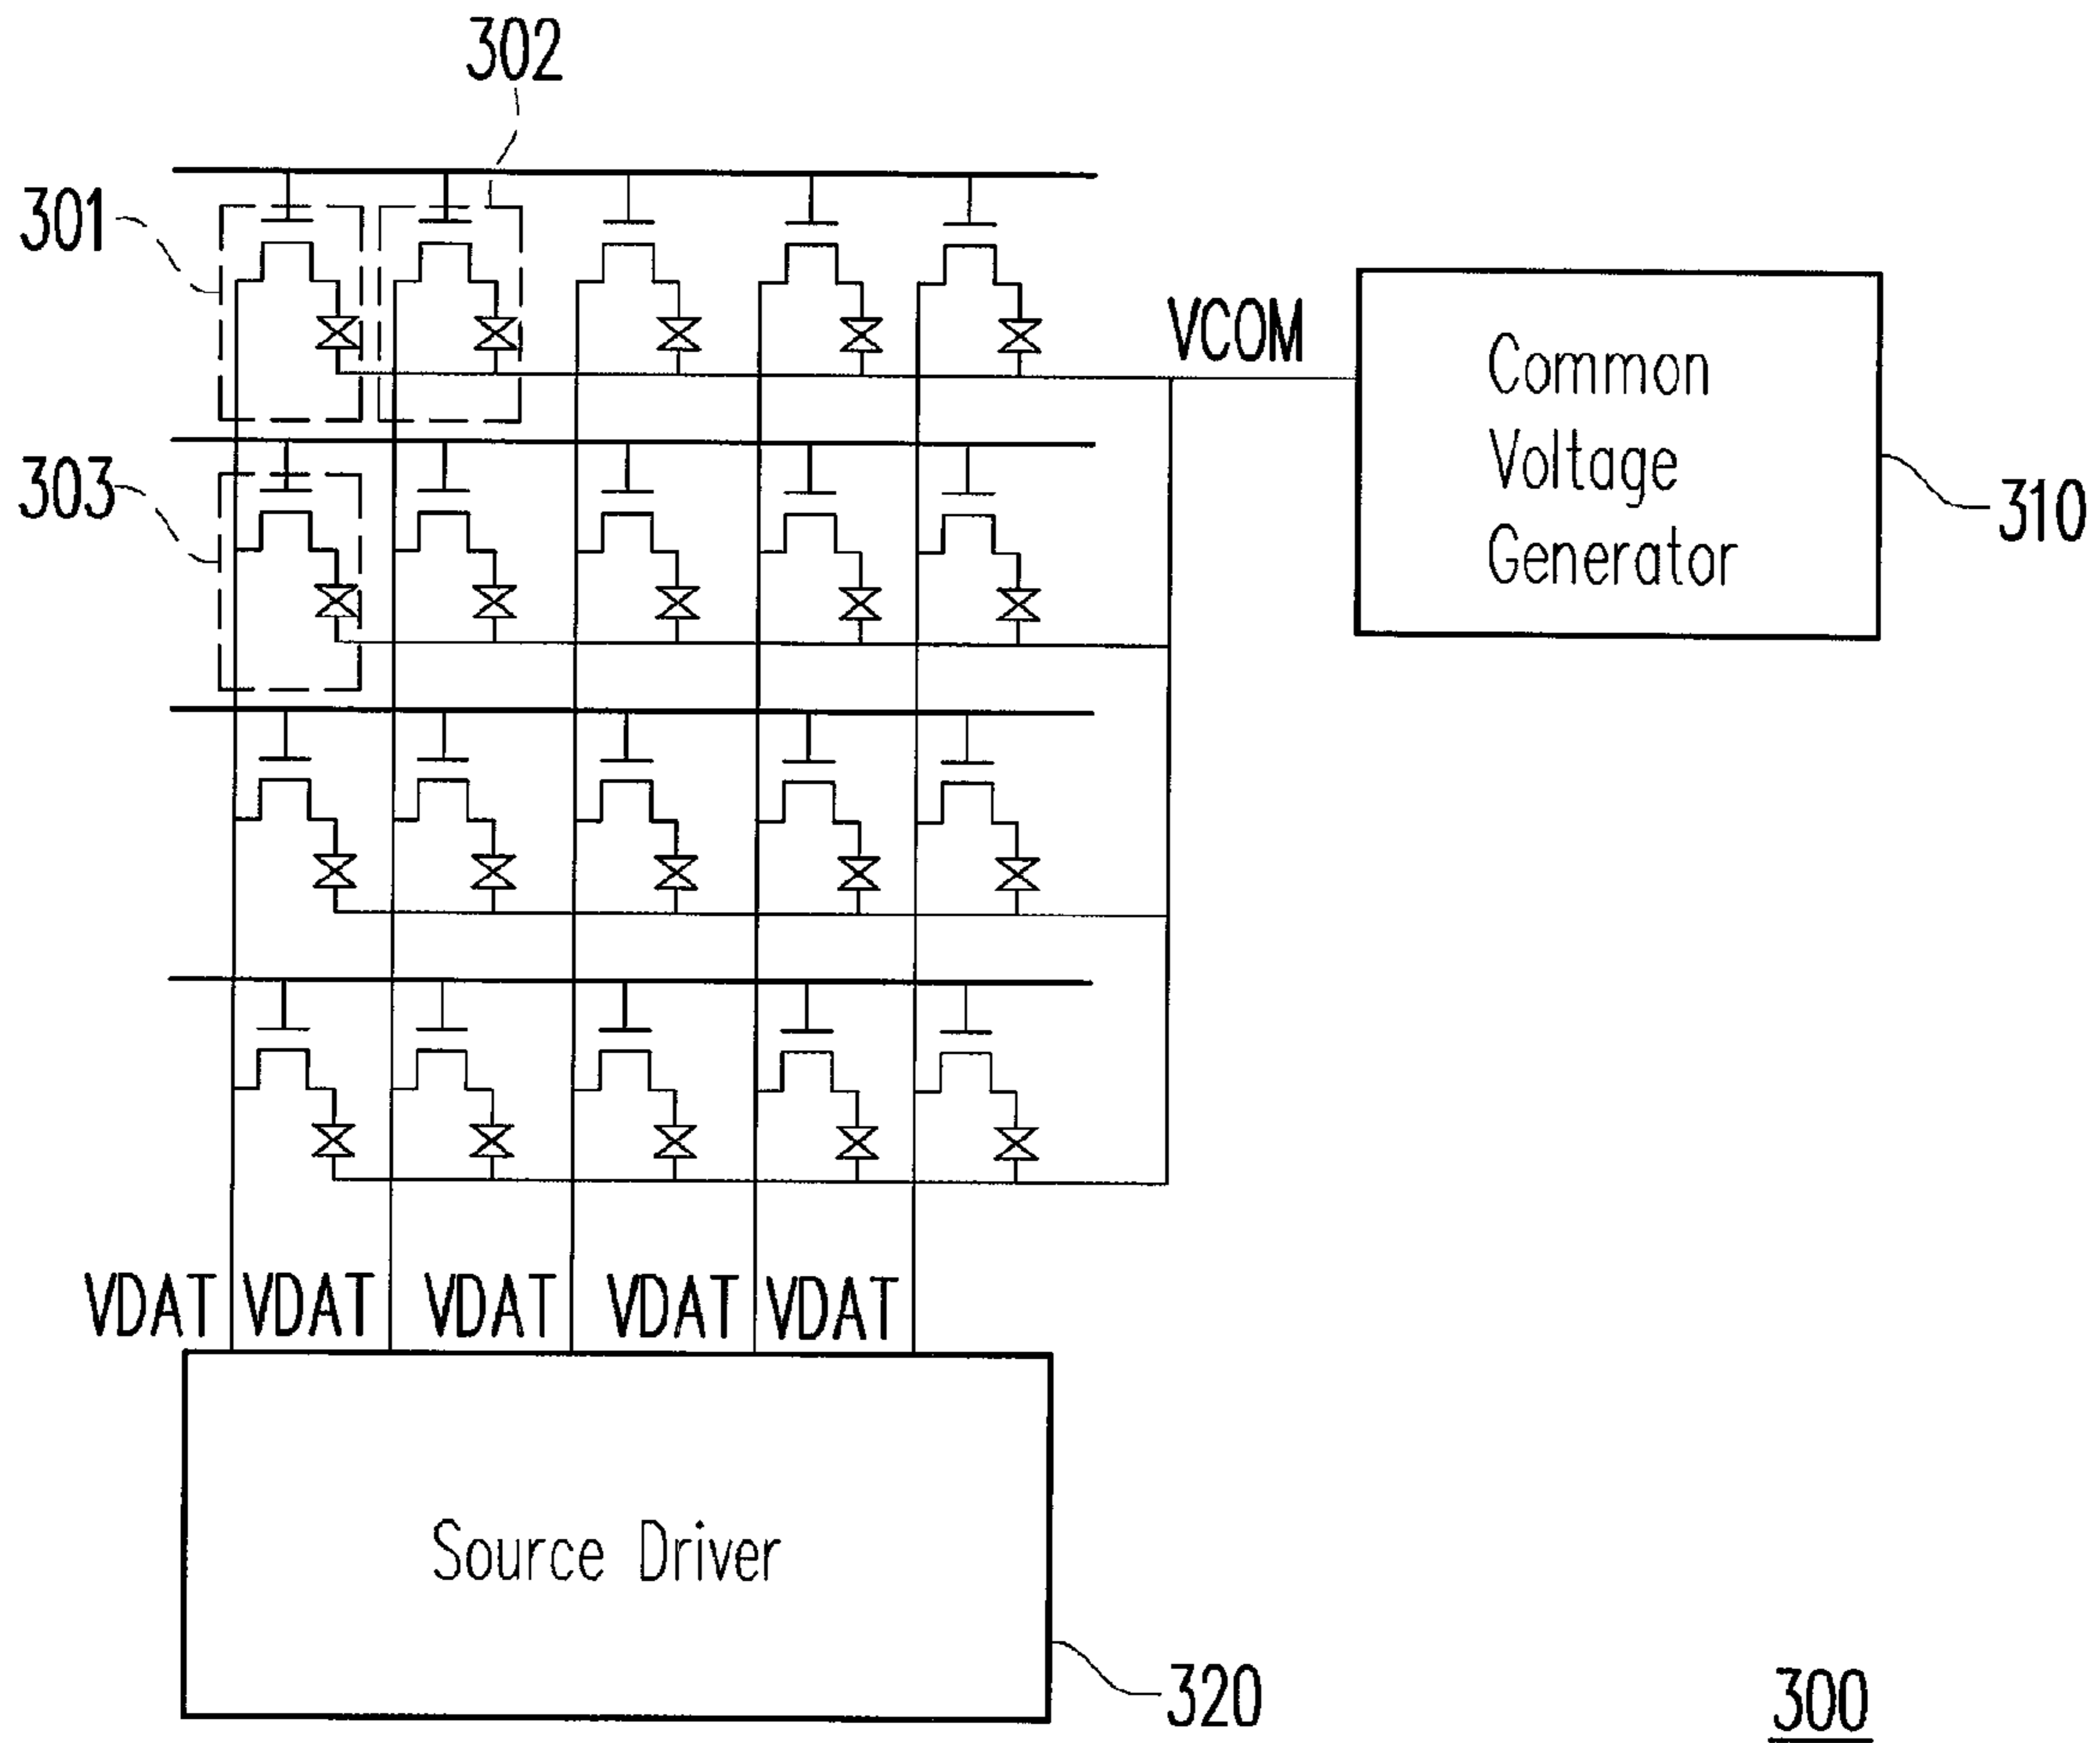 302
301
VCOM
Common
Voltage
Generator
303
310
VDAT VDAT VDAT VDAT VDAT
Source Driver
320
300